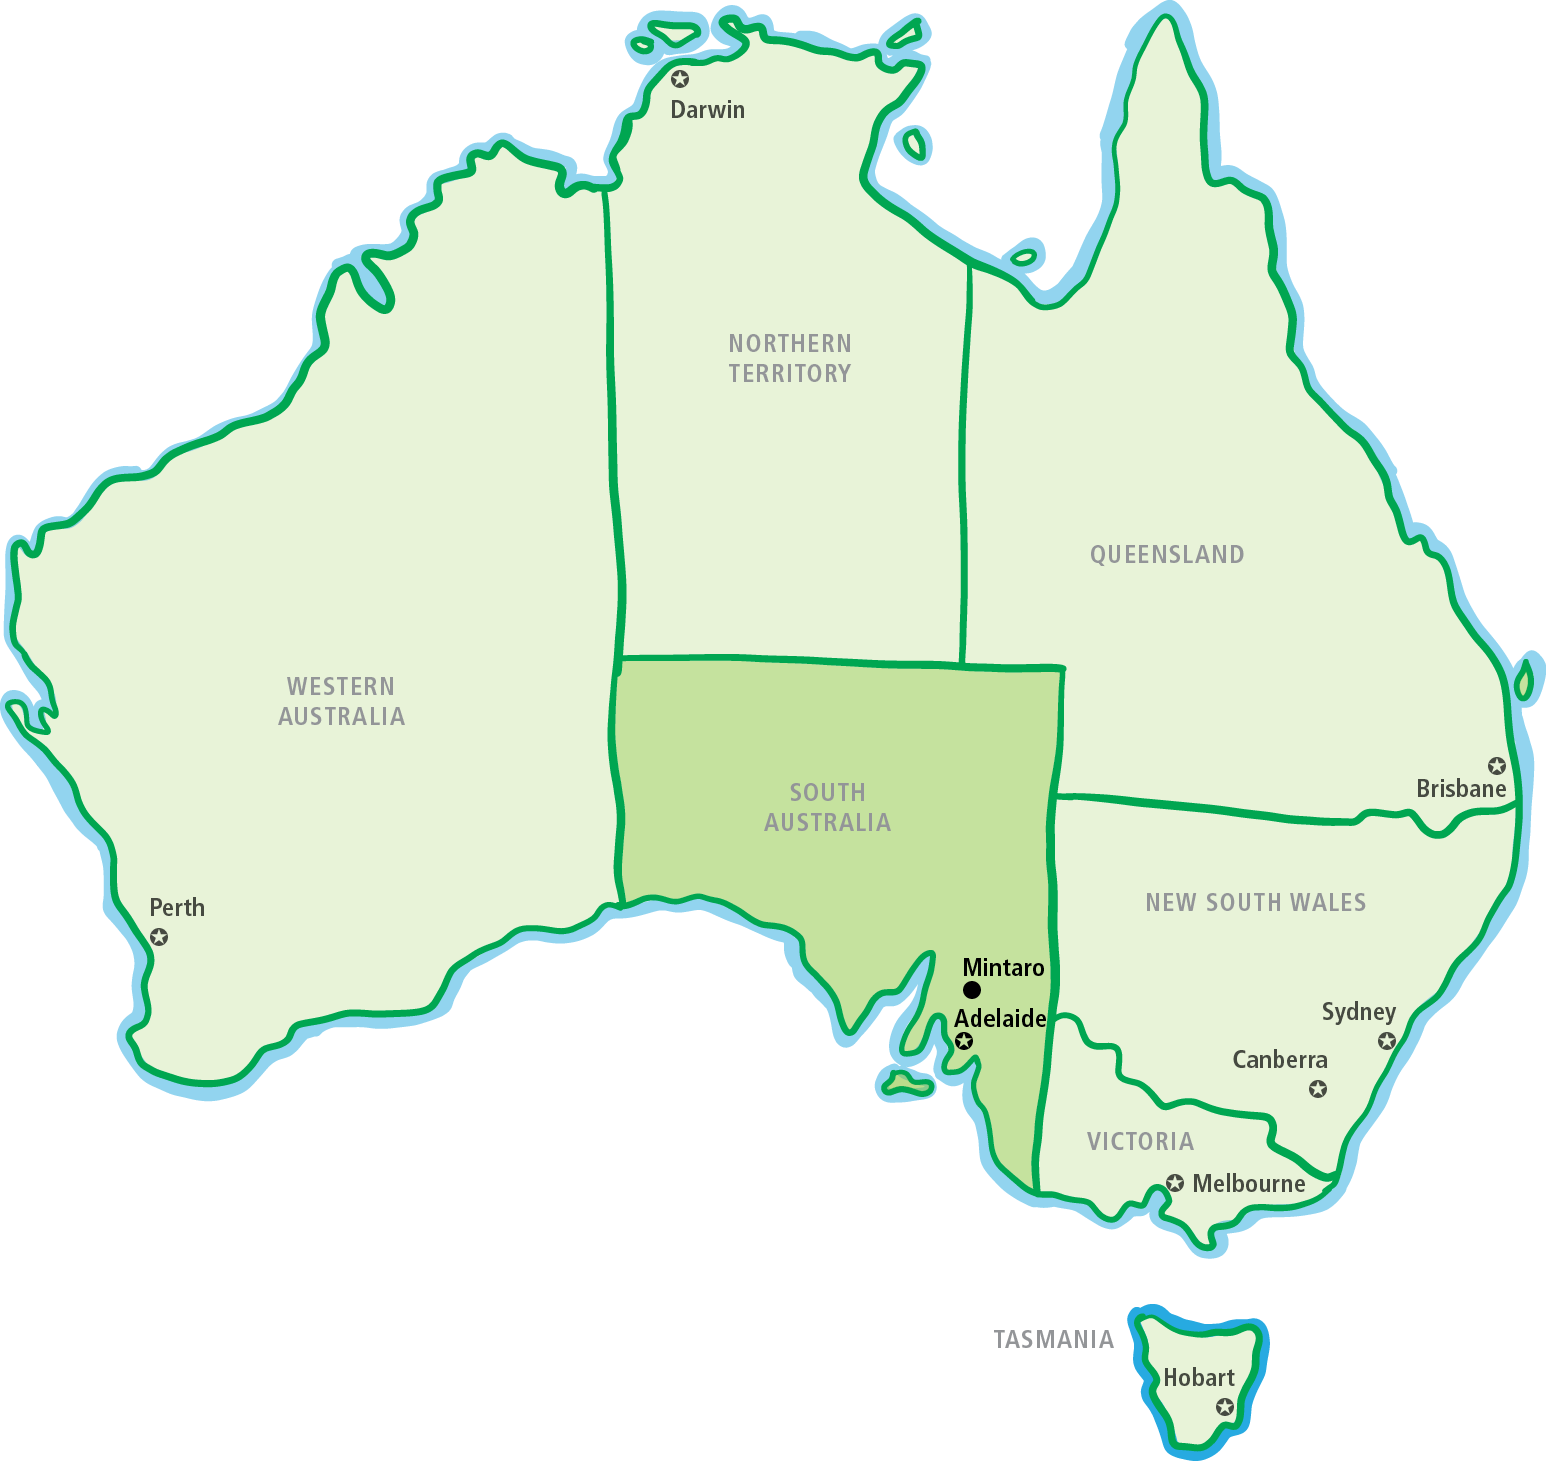 Darwin
NORTHERN
TERRITORY
QUEENSLAND
WESTERN
AUSTRALIA
Brisbane
SOUTH
AUSTRALIA
NEW SOUTH WALES
Perth
Mintaro
Adelaide
Sydney
Canberra
VICTORIA
Melbourne
TASMANIA
Hobart